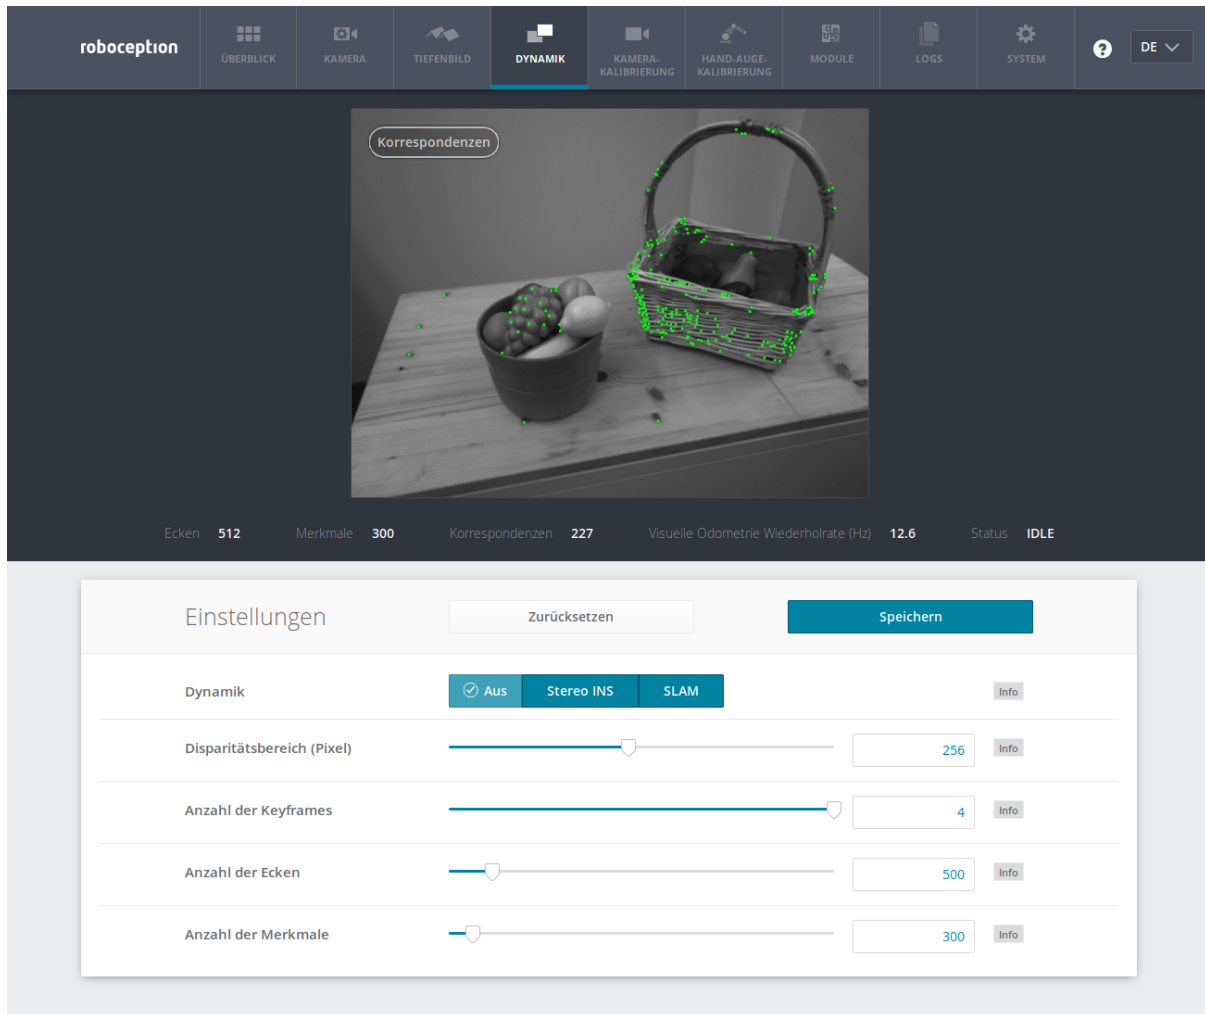 roboception
ÜBERBLICK
KAMERA
TIEFENBILD
DYNAMIK
KAMERA-
KALIBRIERUNG
HAND-AUGE-
KALIBRIERUNG
MODULE
LOGS
SYSTEM
?
DE
Korrespondenzen
Ecken 512 Merkmale 300 Korrespondenzen 227 Visuelle Odometrie Wiederholrate (Hz) 12.6 Status IDLE
Einstellungen Zurücksetzen Speichern
Dynamik Aus Stereo INS SLAM Info
Disparitätsbereich (Pixel) 256 Info
Anzahl der Keyframes 4 Info
Anzahl der Ecken 500 Info
Anzahl der Merkmale 300 Info